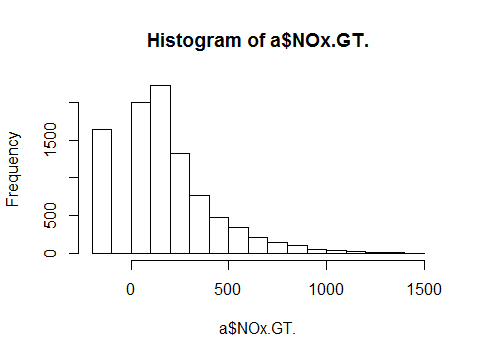 Histogram of a$NOx.GT.
Frequency
1500
500
0
0 500 1000 1500
a$NOx.GT.